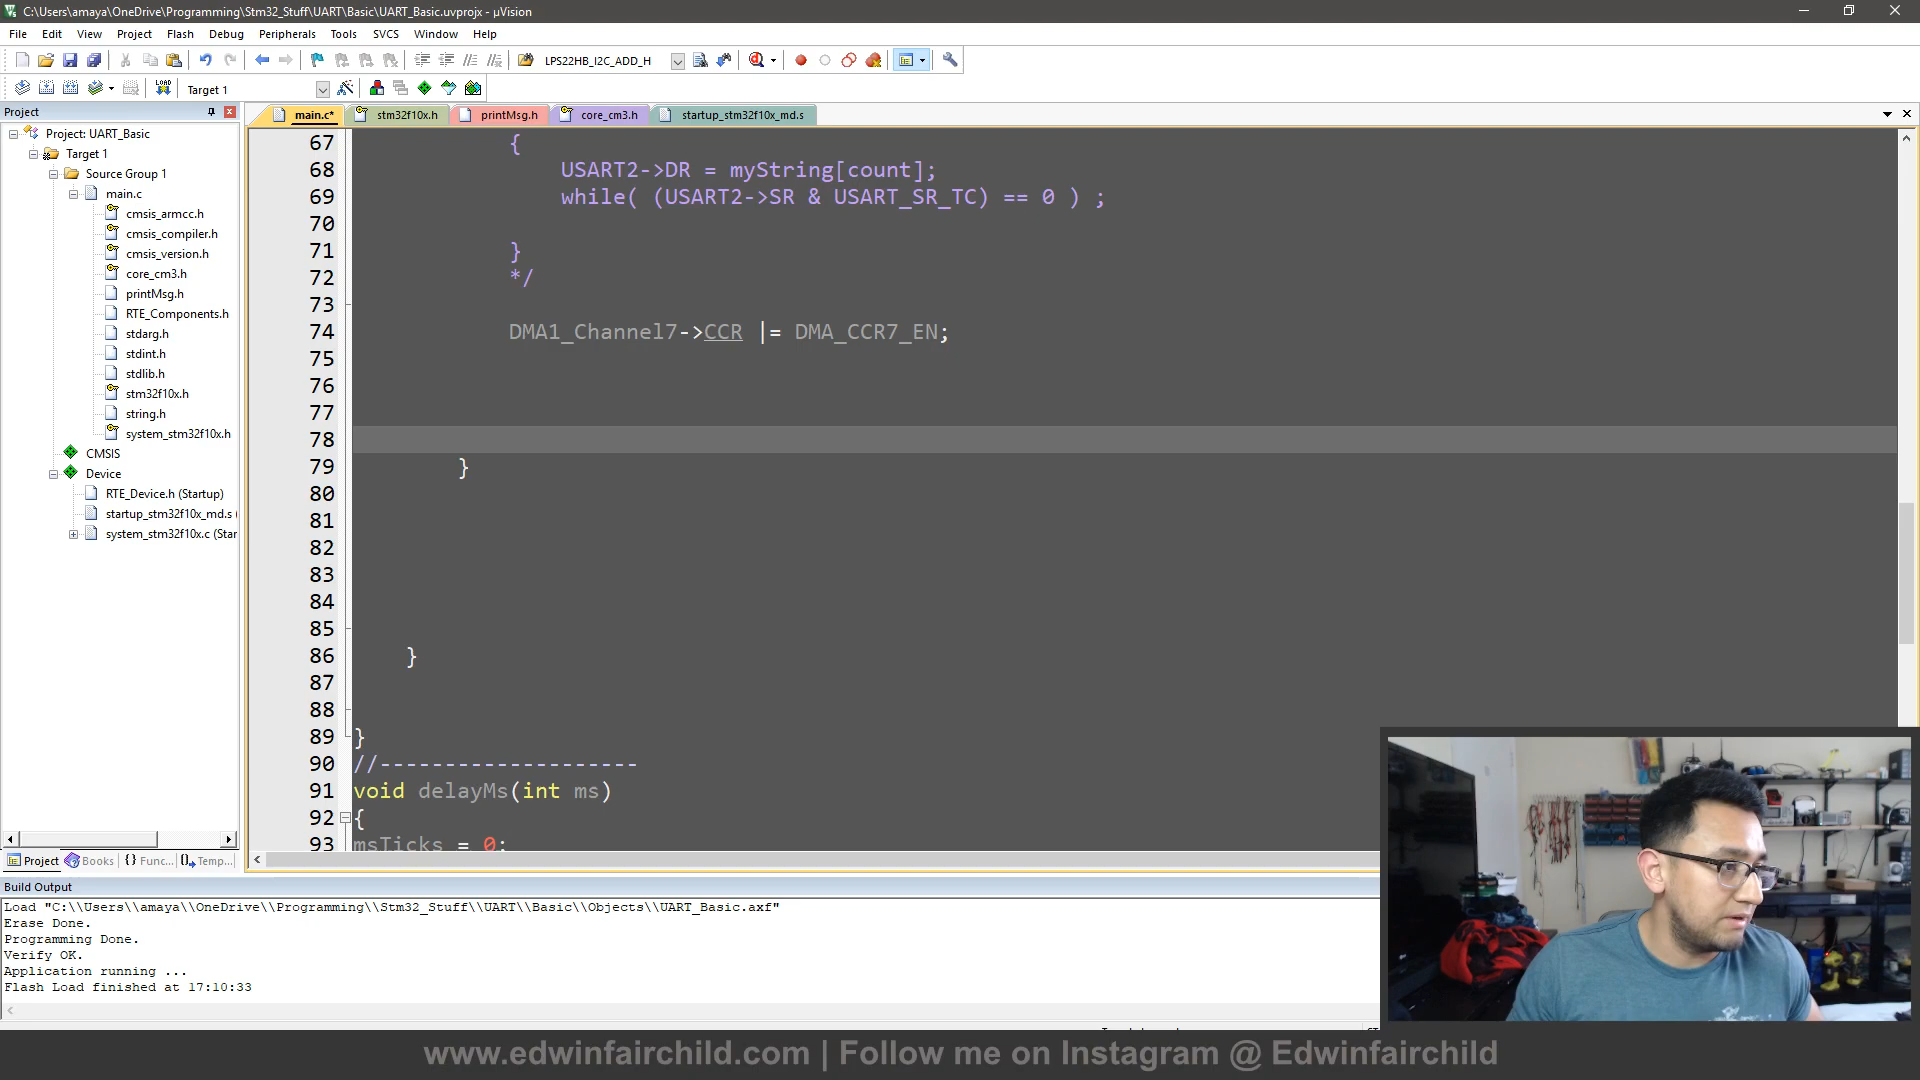 C:\Users\amaya\OneDrive\Programming\Stm32_Stuff\UART\Basic\UART_Basic.uvprojx - µVision
File Edit View Project Flash Debug Peripherals Tools SVCS Window Help
LPS22HB_I2C_ADD_H
LOAD Target 1
Project
main.c* stm32f10x.h printMsg.h core_cm3.h startup_stm32f10x_md.s
Project: UART_Basic
Target 1
Source Group 1
main.c
cmsis_armcc.h
cmsis_compiler.h
cmsis_version.h
core_cm3.h
printMsg.h
RTE_Components.h
stdarg.h
stdint.h
stdlib.h
stm32f10x.h
string.h
system_stm32f10x.h
CMSIS
Device
RTE_Device.h (Startup)
startup_stm32f10x_md.s (
system_stm32f10x.c (Star
Project Books {} Func... Temp...
67 {
68 USART2->DR = myString[count];
69 while( (USART2->SR & USART_SR_TC) == 0 ) ;
70
71 }
72 */
73
74 DMA1_Channel7->CCR |= DMA_CCR7_EN;
75
76
77
78
79 }
80
81
82
83
84
85
86 }
87
88
89 }
90 //--------------------
91 void delayMs(int ms)
92 {
93 msTicks = 0;
Build Output
Load "C:\\Users\\amaya\\OneDrive\\Programming\\Stm32_Stuff\\UART\\Basic\\Objects\\UART_Basic.axf"
Erase Done.
Programming Done.
Verify OK.
Application running ...
Flash Load finished at 17:10:33
www.edwinfairchild.com | Follow me on Instagram @ Edwinfairchild